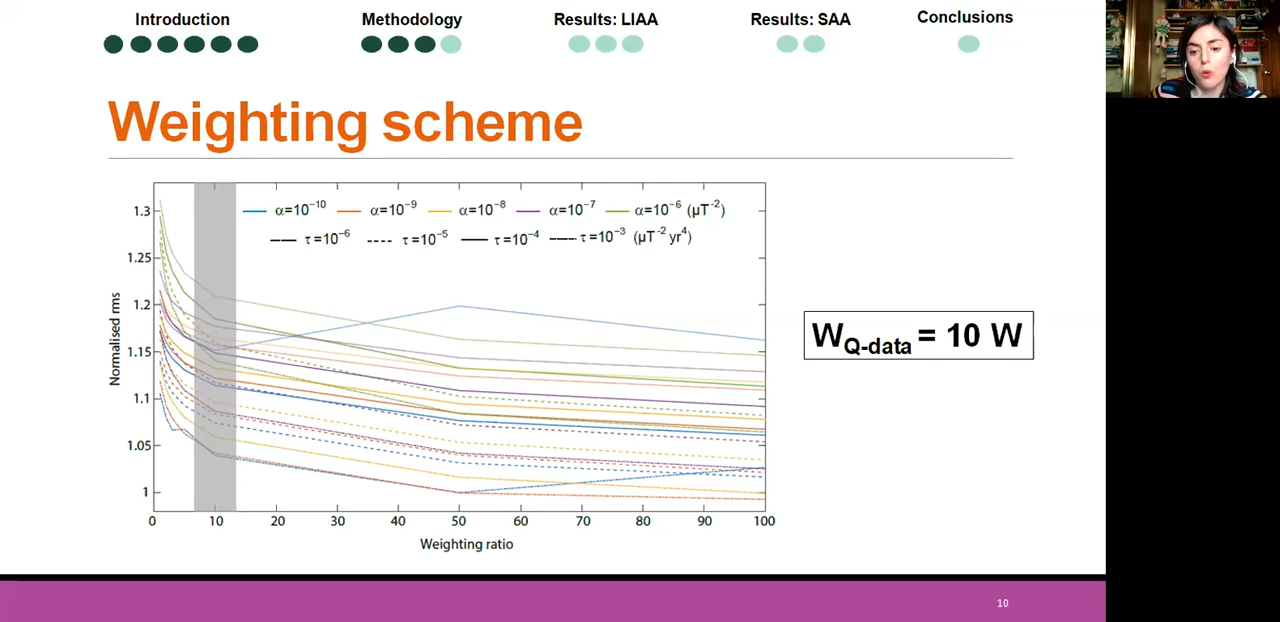 Introduction Methodology Results: LIAA Results: SAA Conclusions
Weighting scheme
α=10⁻¹⁰ α=10⁻⁹ α=10⁻⁸ α=10⁻⁷ α=10⁻⁶ (μT⁻²)
τ=10⁻⁶ τ=10⁻⁵ τ=10⁻⁴ τ=10⁻³ (μT⁻² yr⁴)
1.3
1.25
1.2
1.15
1.1
1.05
1
Normalised rms
0 10 20 30 40 50 60 70 80 90 100
Weighting ratio
W_Q-data = 10 W
10